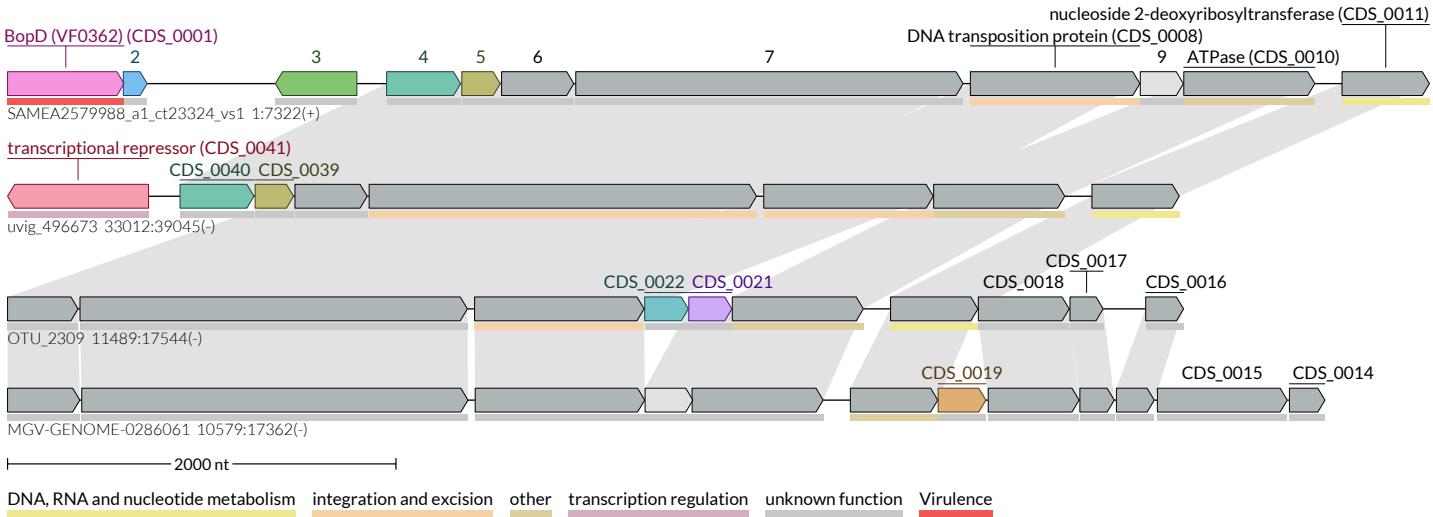 nucleoside 2-deoxyribosyltransferase (CDS_0011)
BopD (VF0362) (CDS_0001)
DNA transposition protein (CDS_0008)
2 3 4 5 6 7 9 ATPase (CDS_0010)
SAMEA2579988_a1_ct23324_vs1 1:7322(+)
transcriptional repressor (CDS_0041)
CDS_0040 CDS_0039
uvig_496673 33012:39045(-)
CDS_0017
CDS_0022 CDS_0021 CDS_0018 CDS_0016
OTU_2309 11489:17544(-)
CDS_0019 CDS_0015 CDS_0014
MGV-GENOME-0286061 10579:17362(-)
2000 nt
DNA, RNA and nucleotide metabolism integration and excision other transcription regulation unknown function Virulence